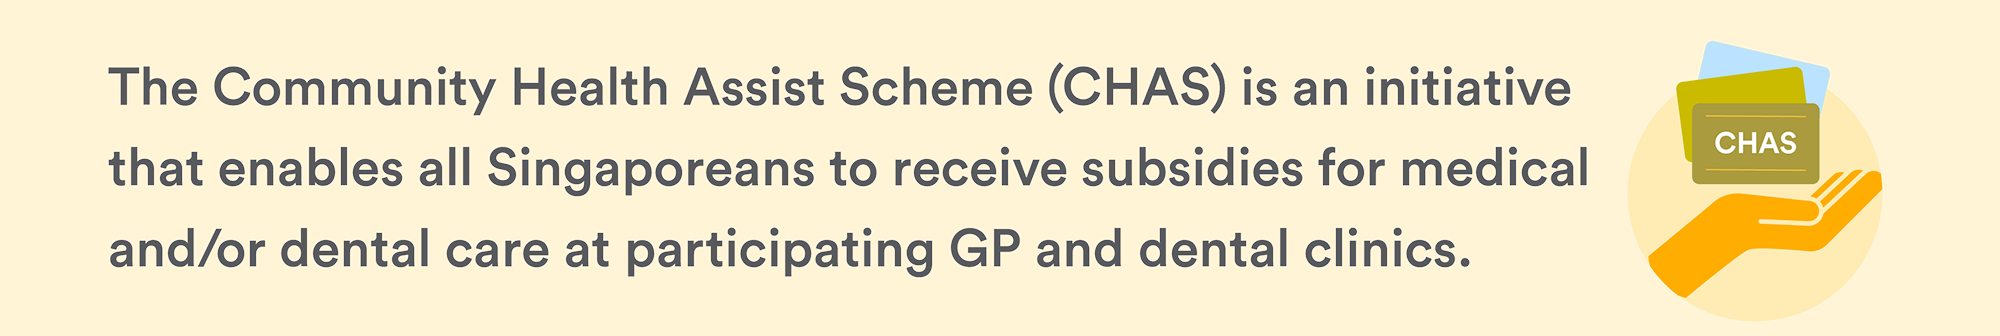 The Community Health Assist Scheme (CHAS) is an initiative
that enables all Singaporeans to receive subsidies for medical
and/or dental care at participating GP and dental clinics.
CHAS